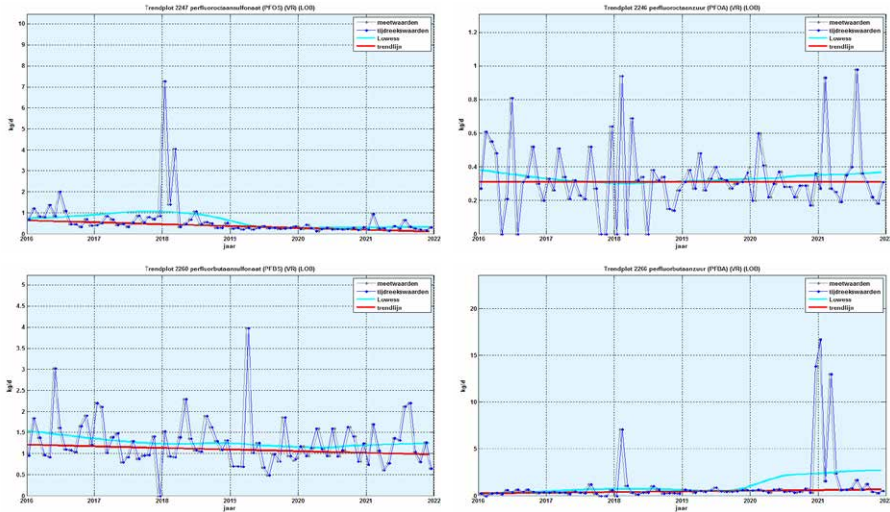 Trendplot 2247 perfluoroctaansulfonaat (PFOS) (VR) (LOB)
10
9
8
7
6
5
4
3
2
1
0
kg/d
2016 2017 2018 2019 2020 2021 2022
jaar
meetwaarden
tijdreekswaarden
Lowess
trendlijn
Trendplot 2246 perfluoroctaanzuur (PFOA) (VR) (LOB)
1.2
1
0.8
0.6
0.4
0.2
0
kg/d
2016 2017 2018 2019 2020 2021 2022
jaar
meetwaarden
tijdreekswaarden
Lowess
trendlijn
Trendplot 2268 perfluorbutaansulfonaat (PFBS) (VR) (LOB)
5
4.5
4
3.5
3
2.5
2
1.5
1
0.5
0
kg/d
2016 2017 2018 2019 2020 2021 2022
jaar
meetwaarden
tijdreekswaarden
Lowess
trendlijn
Trendplot 2266 perfluorbutaanzuur (PFBA) (VR) (LOB)
20
15
10
5
0
kg/d
2016 2017 2018 2019 2020 2021 2022
jaar
meetwaarden
tijdreekswaarden
Lowess
trendlijn